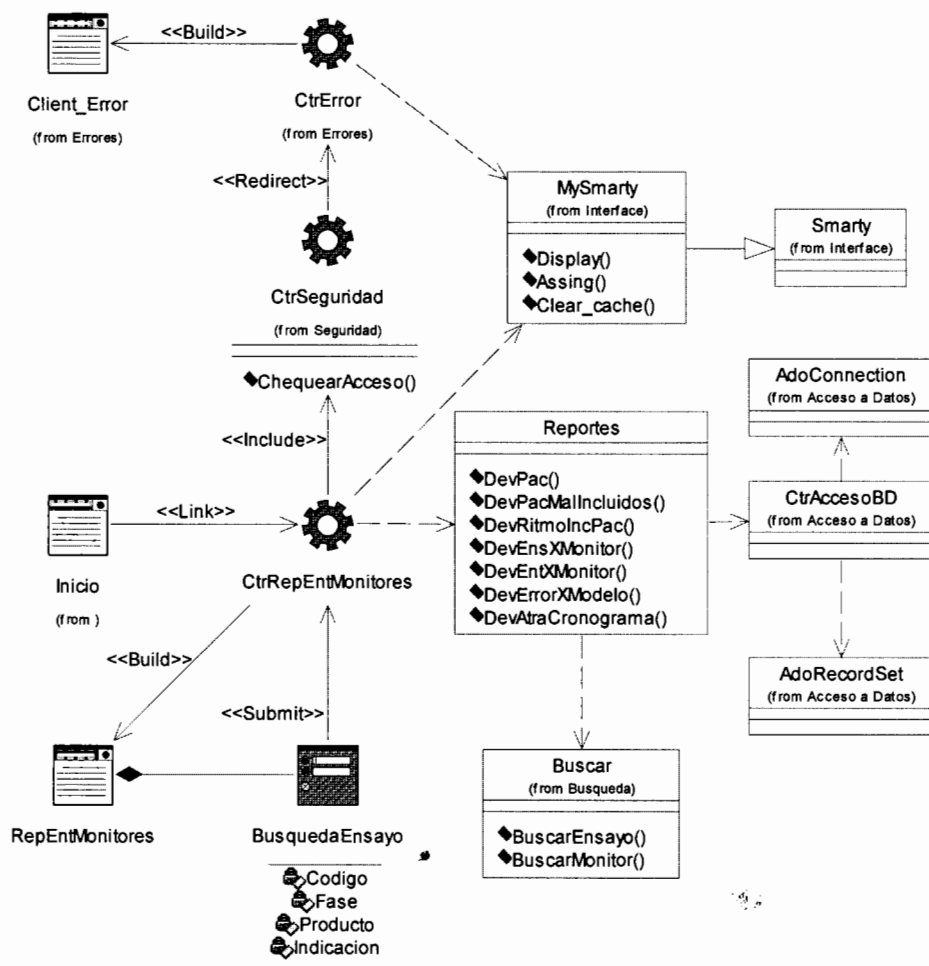 <<Build>>
Client_Error
(from Errores)
CtrError
(from Errores)
<<Redirect>>
CtrSeguridad
(from Seguridad)
ChequearAcceso()
<<Include>>
MySmarty
(from Interface)
Display()
Assing()
Clear_cache()
Smarty
(from Interface)
AdoConnection
(from Acceso a Datos)
Reportes
DevPac()
DevPacMalIncluidos()
DevRitmoIncPac()
DevEnsXMonitor()
DevEntXMonitor()
DevErrorXModelo()
DevAtraCronograma()
CtrAccesoBD
(from Acceso a Datos)
<<Link>>
Inicio
(from )
CtrRepEntMonitores
<<Build>>
<<Submit>>
AdoRecordSet
(from Acceso a Datos)
RepEntMonitores
BusquedaEnsayo
Codigo
Fase
Producto
Indicacion
Buscar
(from Busqueda)
BuscarEnsayo()
BuscarMonitor()